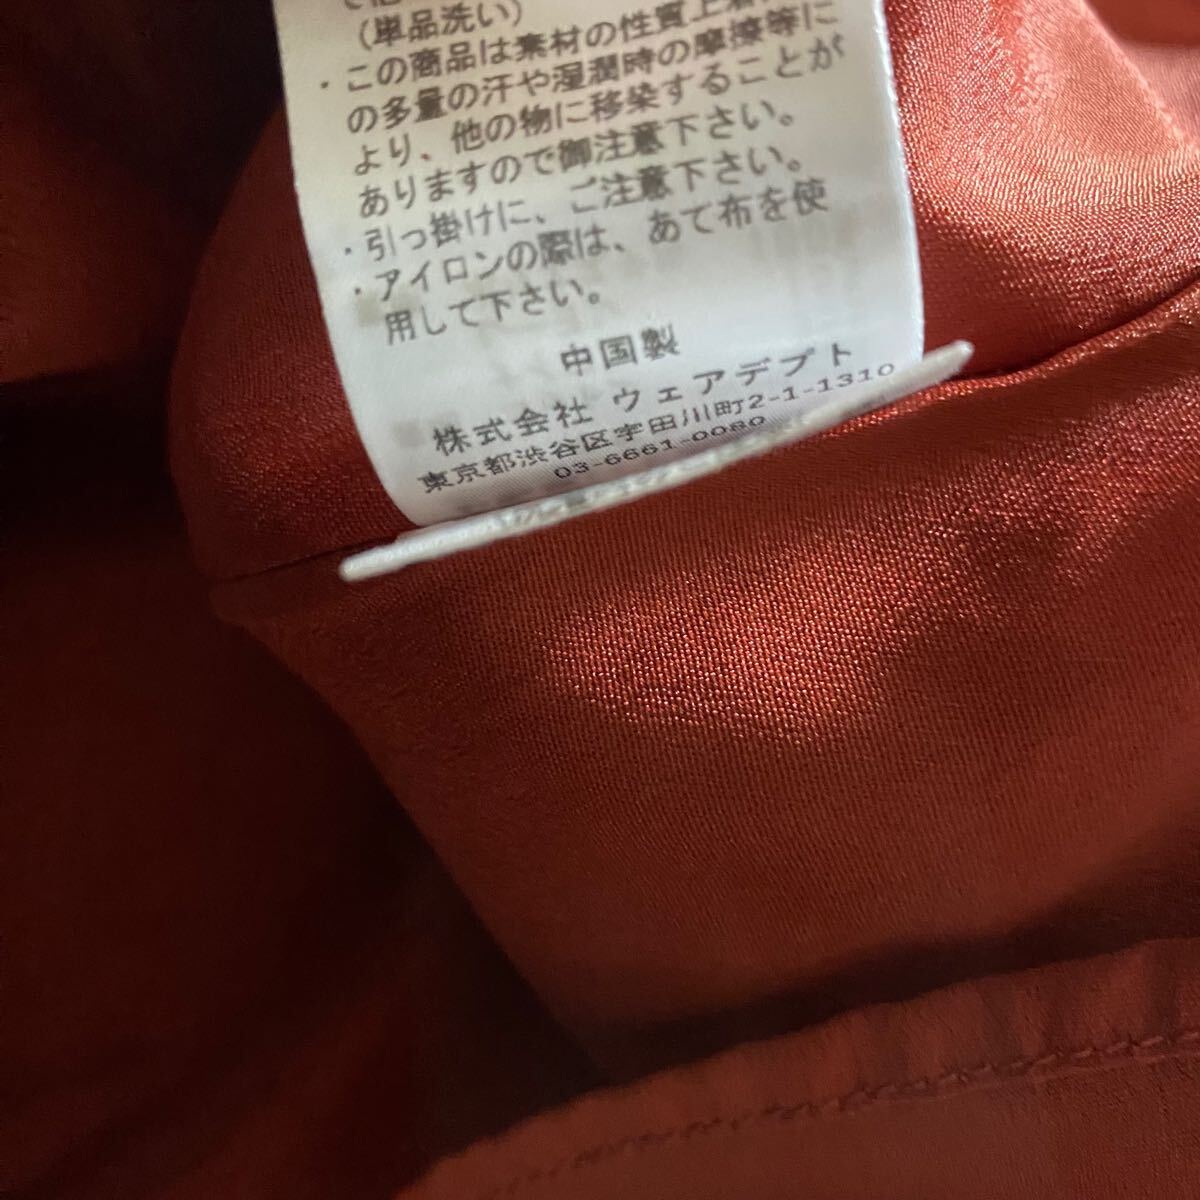 (単品洗い)
・この商品は素材の性質上着
の多量の汗や湿潤時の摩擦等に
より、他の物に移染することが
ありますので御注意下さい。
・引っ掛けに、ご注意下さい。
・アイロンの際は、あて布を使
用して下さい。
中国製
株式会社 ウェアデプト
東京都渋谷区宇田川町2-1-1310
03-6661-0080